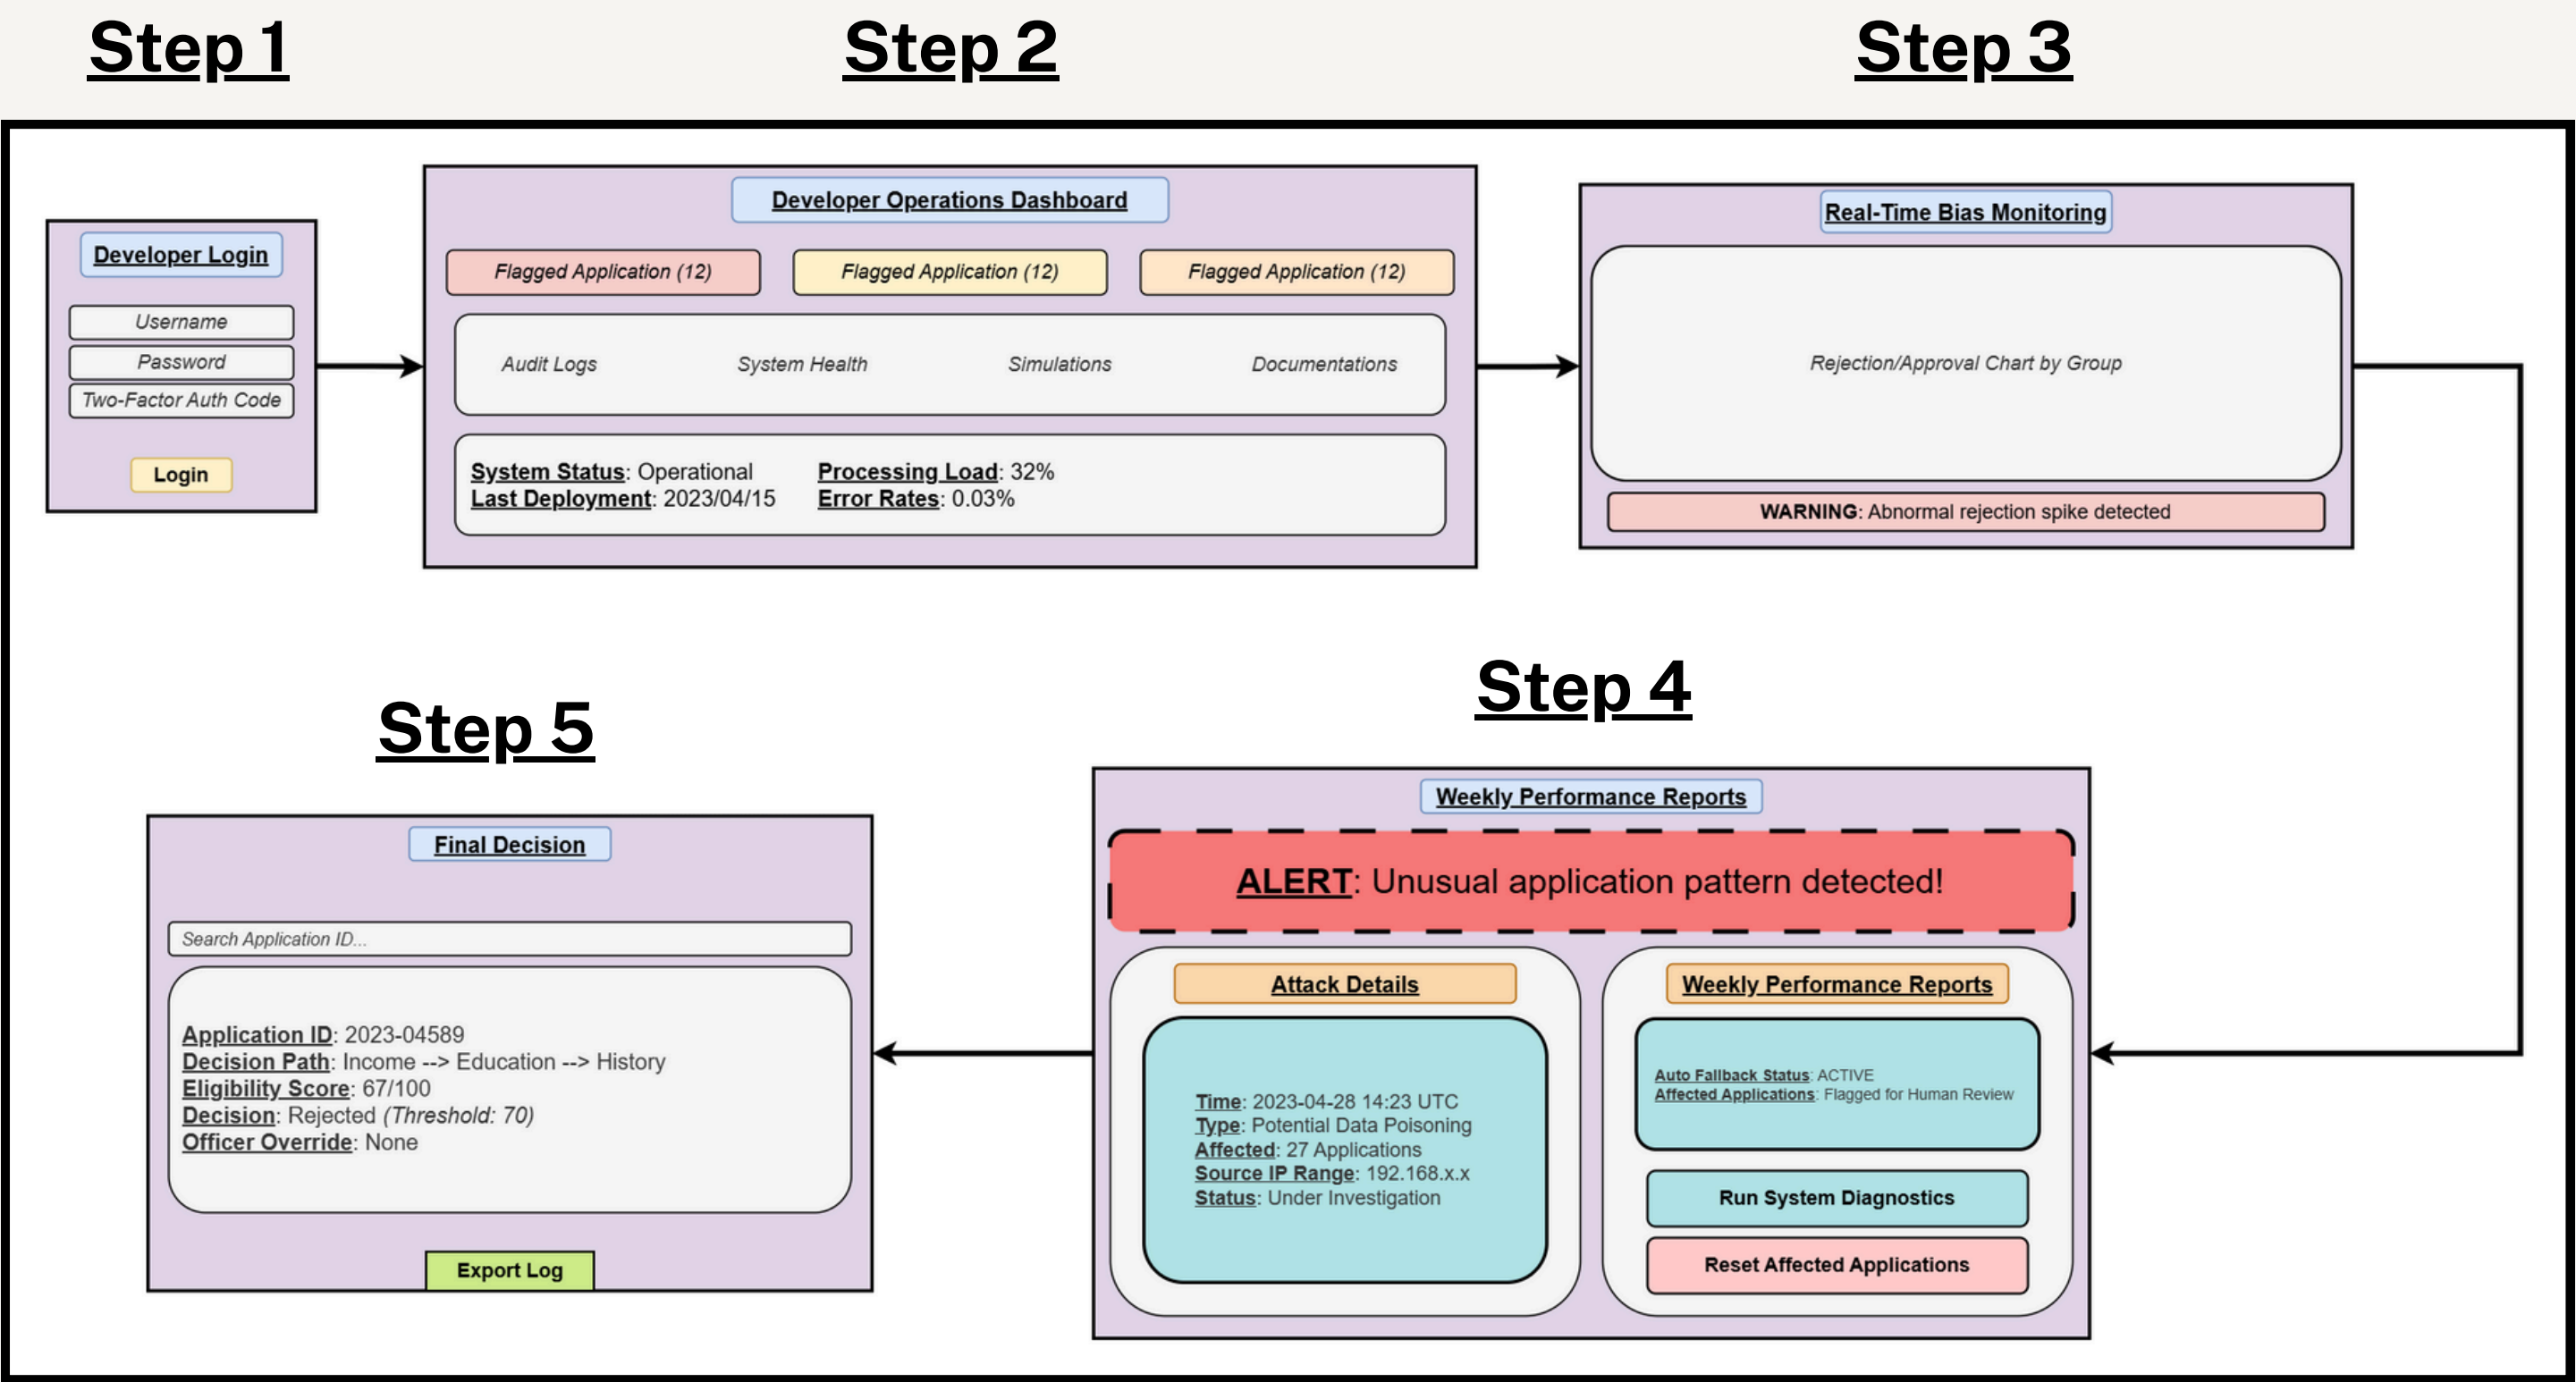 Step 1
Step 2
Step 3
Developer Login
Username
Password
Two-Factor Auth Code
Login
Developer Operations Dashboard
Flagged Application (12)
Flagged Application (12)
Flagged Application (12)
Audit Logs
System Health
Simulations
Documentations
System Status: Operational
Last Deployment: 2023/04/15
Processing Load: 32%
Error Rates: 0.03%
Real-Time Bias Monitoring
Rejection/Approval Chart by Group
WARNING: Abnormal rejection spike detected
Step 4
Weekly Performance Reports
ALERT: Unusual application pattern detected!
Attack Details
Time: 2023-04-28 14:23 UTC
Type: Potential Data Poisoning
Affected: 27 Applications
Source IP Range: 192.168.x.x
Status: Under Investigation
Weekly Performance Reports
Auto Fallback Status: ACTIVE
Affected Applications: Flagged for Human Review
Run System Diagnostics
Reset Affected Applications
Step 5
Final Decision
Search Application ID...
Application ID: 2023-04589
Decision Path: Income --> Education --> History
Eligibility Score: 67/100
Decision: Rejected (Threshold: 70)
Officer Override: None
Export Log